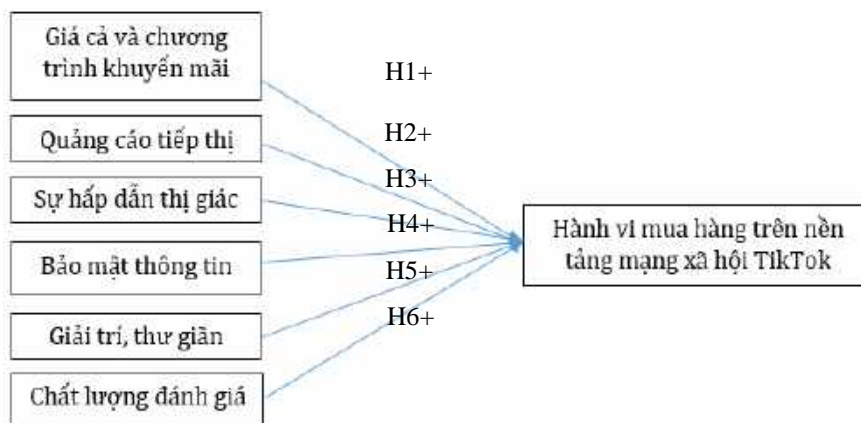 Giá cả và chương
trình khuyến mãi
H1+
Quảng cáo tiếp thị
H2+
Sự hấp dẫn thị giác
H3+
H4+
Bảo mật thông tin
H5+
Giải trí, thư giãn
H6+
Chất lượng đánh giá
Hành vi mua hàng trên nền
tảng mạng xã hội TikTok